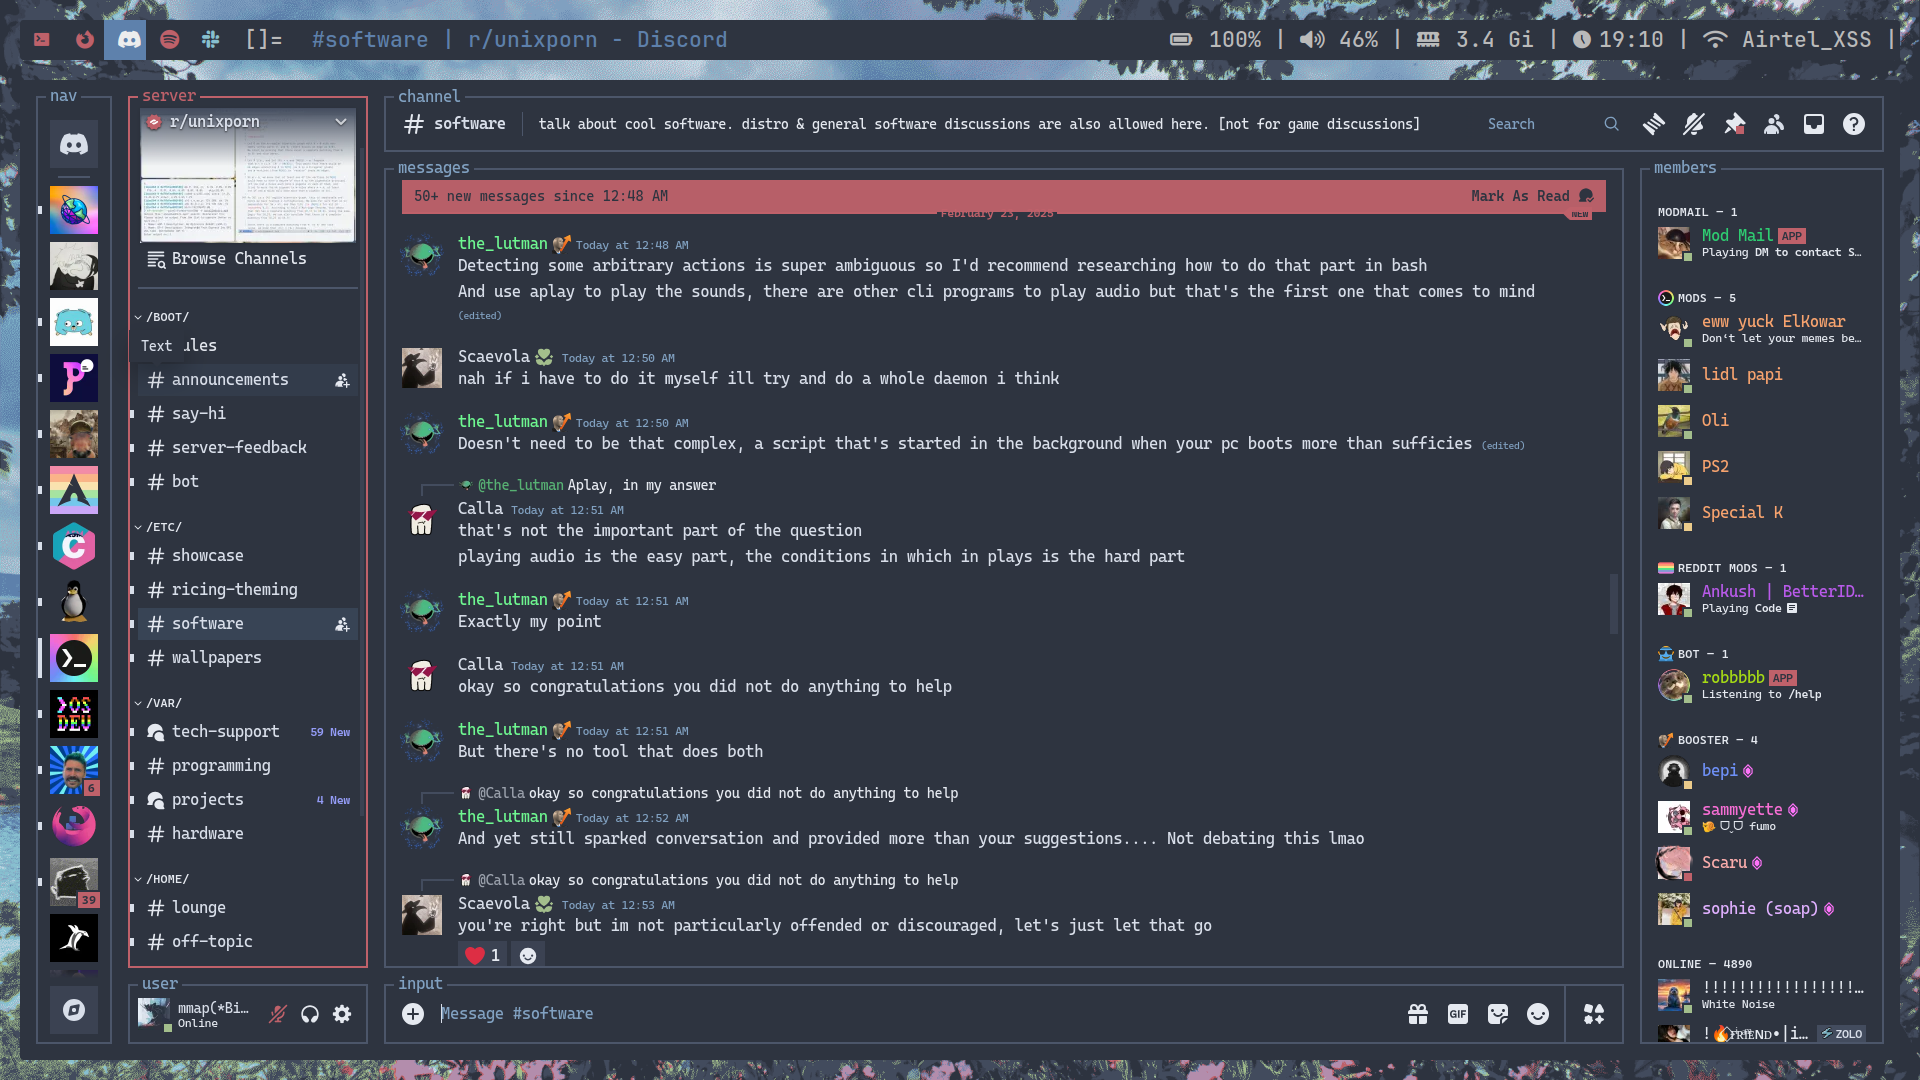 []= #software | r/unixporn - Discord
100% | 46% | 3.4 Gi | 19:10 | Airtel_XSS |
nav
server
r/unixporn
Browse Channels
/BOOT/
Text ules
announcements
say-hi
server-feedback
bot
/ETC/
showcase
ricing-theming
software
wallpapers
/VAR/
tech-support 59 New
programming
projects 4 New
hardware
/HOME/
lounge
off-topic
>OS
DEV
6
39
user
mmap(*Bi…
Online
channel
# software talk about cool software. distro & general software discussions are also allowed here. [not for game discussions]
Search
messages
50+ new messages since 12:48 AM Mark As Read
February 23, 2025 NEW
the_lutman Today at 12:48 AM
Detecting some arbitrary actions is super ambiguous so I'd recommend researching how to do that part in bash
And use aplay to play the sounds, there are other cli programs to play audio but that's the first one that comes to mind
(edited)
Scaevola Today at 12:50 AM
nah if i have to do it myself ill try and do a whole daemon i think
the_lutman Today at 12:50 AM
Doesn't need to be that complex, a script that's started in the background when your pc boots more than sufficies (edited)
@the_lutman Aplay, in my answer
Calla Today at 12:51 AM
that's not the important part of the question
playing audio is the easy part, the conditions in which in plays is the hard part
the_lutman Today at 12:51 AM
Exactly my point
Calla Today at 12:51 AM
okay so congratulations you did not do anything to help
the_lutman Today at 12:51 AM
But there's no tool that does both
@Calla okay so congratulations you did not do anything to help
the_lutman Today at 12:52 AM
And yet still sparked conversation and provided more than your suggestions.... Not debating this lmao
@Calla okay so congratulations you did not do anything to help
Scaevola Today at 12:53 AM
you're right but im not particularly offended or discouraged, let's just let that go
1
input
Message #software
GIF
members
MODMAIL — 1
Mod Mail APP
Playing DM to contact S…
MODS — 5
eww yuck ElKowar
Don't let your memes be…
lidl papi
Oli
PS2
Special K
REDDIT MODS — 1
Ankush | BetterID…
Playing Code
BOT — 1
robbbbb APP
Listening to /help
BOOSTER — 4
bepi
sammyette
fumo
Scaru
sophie (soap)
ONLINE — 4890
!!!!!!!!!!!!!!!!!…
White Noise
ZOLO